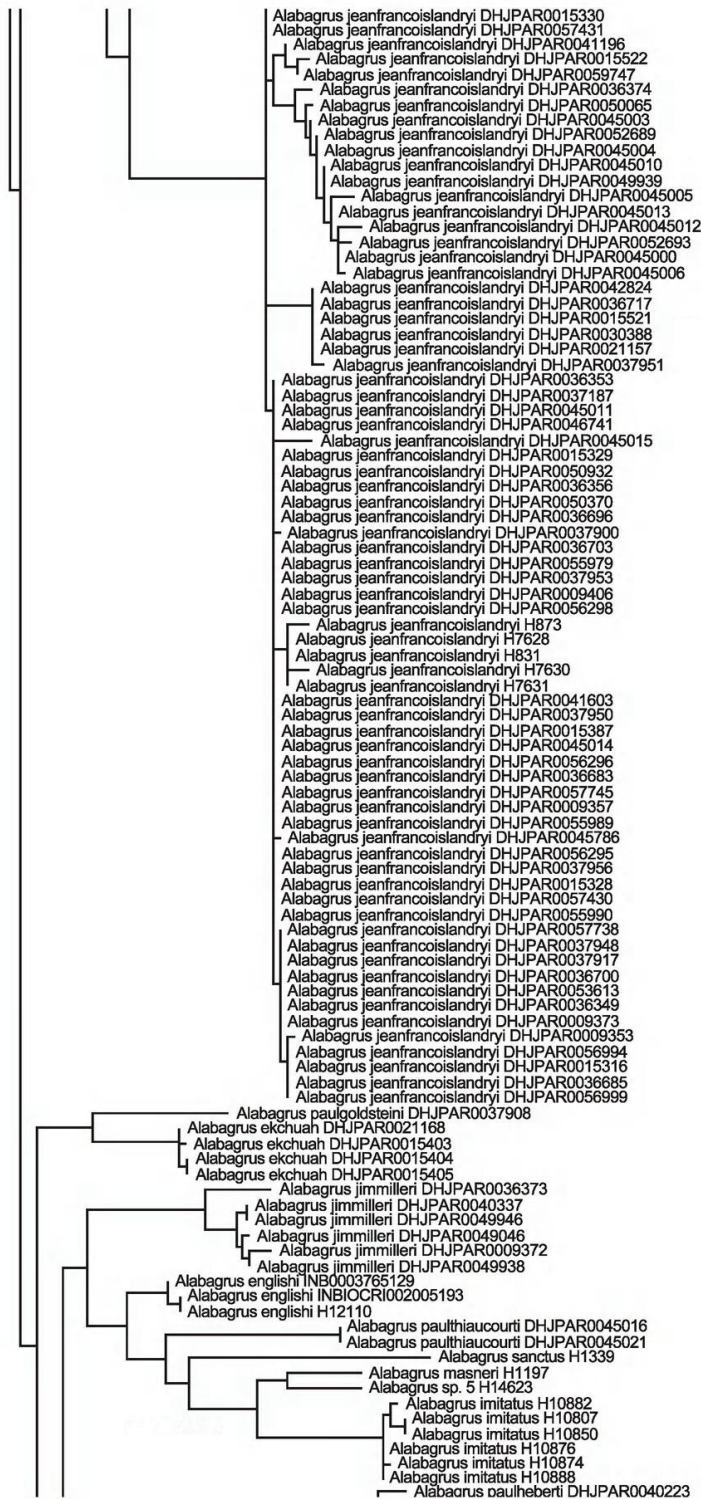 Alabagrus jeanfrancoislandryi DHJPAR0015330
Alabagrus jeanfrancoislandryi DHJPAR0057431
Alabagrus jeanfrancoislandryi DHJPAR0041196
Alabagrus jeanfrancoislandryi DHJPAR0015522
Alabagrus jeanfrancoislandryi DHJPAR0059747
Alabagrus jeanfrancoislandryi DHJPAR0036374
Alabagrus jeanfrancoislandryi DHJPAR0050065
Alabagrus jeanfrancoislandryi DHJPAR0045003
Alabagrus jeanfrancoislandryi DHJPAR0052689
Alabagrus jeanfrancoislandryi DHJPAR0045004
Alabagrus jeanfrancoislandryi DHJPAR0045010
Alabagrus jeanfrancoislandryi DHJPAR0049939
Alabagrus jeanfrancoislandryi DHJPAR0045005
Alabagrus jeanfrancoislandryi DHJPAR0045013
Alabagrus jeanfrancoislandryi DHJPAR0045012
Alabagrus jeanfrancoislandryi DHJPAR0052693
Alabagrus jeanfrancoislandryi DHJPAR0045000
Alabagrus jeanfrancoislandryi DHJPAR0045006
Alabagrus jeanfrancoislandryi DHJPAR0042824
Alabagrus jeanfrancoislandryi DHJPAR0036717
Alabagrus jeanfrancoislandryi DHJPAR0015521
Alabagrus jeanfrancoislandryi DHJPAR0030388
Alabagrus jeanfrancoislandryi DHJPAR0021157
Alabagrus jeanfrancoislandryi DHJPAR0037951
Alabagrus jeanfrancoislandryi DHJPAR0036353
Alabagrus jeanfrancoislandryi DHJPAR0037187
Alabagrus jeanfrancoislandryi DHJPAR0045011
Alabagrus jeanfrancoislandryi DHJPAR0046741
Alabagrus jeanfrancoislandryi DHJPAR0045015
Alabagrus jeanfrancoislandryi DHJPAR0015329
Alabagrus jeanfrancoislandryi DHJPAR0050932
Alabagrus jeanfrancoislandryi DHJPAR0036356
Alabagrus jeanfrancoislandryi DHJPAR0050370
Alabagrus jeanfrancoislandryi DHJPAR0036696
Alabagrus jeanfrancoislandryi DHJPAR0037900
Alabagrus jeanfrancoislandryi DHJPAR0036703
Alabagrus jeanfrancoislandryi DHJPAR0055979
Alabagrus jeanfrancoislandryi DHJPAR0037953
Alabagrus jeanfrancoislandryi DHJPAR0009406
Alabagrus jeanfrancoislandryi DHJPAR0056298
Alabagrus jeanfrancoislandryi H873
Alabagrus jeanfrancoislandryi H7628
Alabagrus jeanfrancoislandryi H831
Alabagrus jeanfrancoislandryi H7630
Alabagrus jeanfrancoislandryi H7631
Alabagrus jeanfrancoislandryi DHJPAR0041603
Alabagrus jeanfrancoislandryi DHJPAR0037950
Alabagrus jeanfrancoislandryi DHJPAR0015387
Alabagrus jeanfrancoislandryi DHJPAR0045014
Alabagrus jeanfrancoislandryi DHJPAR0056296
Alabagrus jeanfrancoislandryi DHJPAR0036683
Alabagrus jeanfrancoislandryi DHJPAR0057745
Alabagrus jeanfrancoislandryi DHJPAR0009357
Alabagrus jeanfrancoislandryi DHJPAR0055989
Alabagrus jeanfrancoislandryi DHJPAR0045786
Alabagrus jeanfrancoislandryi DHJPAR0056295
Alabagrus jeanfrancoislandryi DHJPAR0037956
Alabagrus jeanfrancoislandryi DHJPAR0015328
Alabagrus jeanfrancoislandryi DHJPAR0057430
Alabagrus jeanfrancoislandryi DHJPAR0055990
Alabagrus jeanfrancoislandryi DHJPAR0057738
Alabagrus jeanfrancoislandryi DHJPAR0037948
Alabagrus jeanfrancoislandryi DHJPAR0037917
Alabagrus jeanfrancoislandryi DHJPAR0036700
Alabagrus jeanfrancoislandryi DHJPAR0053613
Alabagrus jeanfrancoislandryi DHJPAR0036349
Alabagrus jeanfrancoislandryi DHJPAR0009373
Alabagrus jeanfrancoislandryi DHJPAR0009353
Alabagrus jeanfrancoislandryi DHJPAR0056994
Alabagrus jeanfrancoislandryi DHJPAR0015316
Alabagrus jeanfrancoislandryi DHJPAR0036685
Alabagrus jeanfrancoislandryi DHJPAR0056999
Alabagrus paulgoldsteini DHJPAR0037908
Alabagrus ekchuah DHJPAR0021168
Alabagrus ekchuah DHJPAR0015403
Alabagrus ekchuah DHJPAR0015404
Alabagrus ekchuah DHJPAR0015405
Alabagrus jimmilleri DHJPAR0036373
Alabagrus jimmilleri DHJPAR0040337
Alabagrus jimmilleri DHJPAR0049946
Alabagrus jimmilleri DHJPAR0049046
Alabagrus jimmilleri DHJPAR0009372
Alabagrus jimmilleri DHJPAR0049938
Alabagrus englishi INB0003765129
Alabagrus englishi INBIOCRI002005193
Alabagrus englishi H12110
Alabagrus paulthiaucourti DHJPAR0045016
Alabagrus paulthiaucourti DHJPAR0045021
Alabagrus sanctus H1339
Alabagrus masneri H1197
Alabagrus sp. 5 H14623
Alabagrus imitatus H10882
Alabagrus imitatus H10807
Alabagrus imitatus H10850
Alabagrus imitatus H10876
Alabagrus imitatus H10874
Alabagrus imitatus H10888
Alabagrus paulheberti DHJPAR0040223